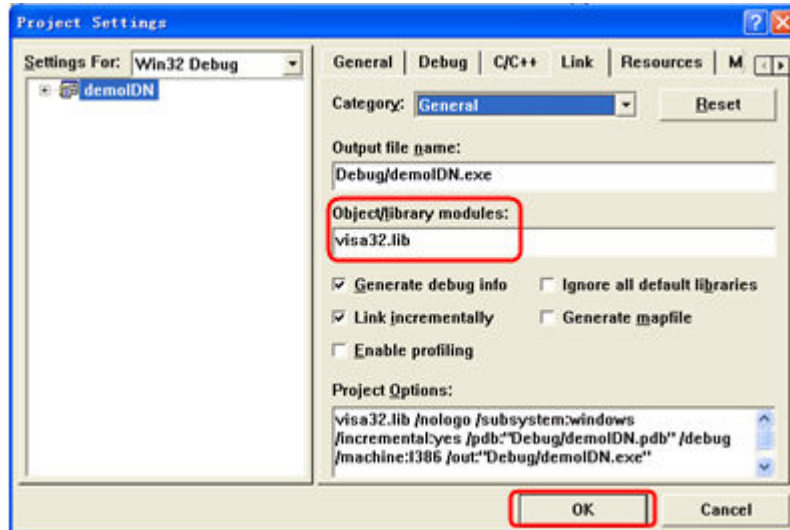 Project Settings
Settings For: Win32 Debug
demoIDN
General Debug C/C++ Link Resources M
Category: General Reset
Output file name:
Debug/demoIDN.exe
Object/library modules:
visa32.lib
Generate debug info Ignore all default libraries
Link incrementally Generate mapfile
Enable profiling
Project Options:
visa32.lib /nologo /subsystem:windows
/incremental:yes /pdb:"Debug/demoIDN.pdb" /debug
/machine:I386 /out:"Debug/demoIDN.exe"
OK Cancel